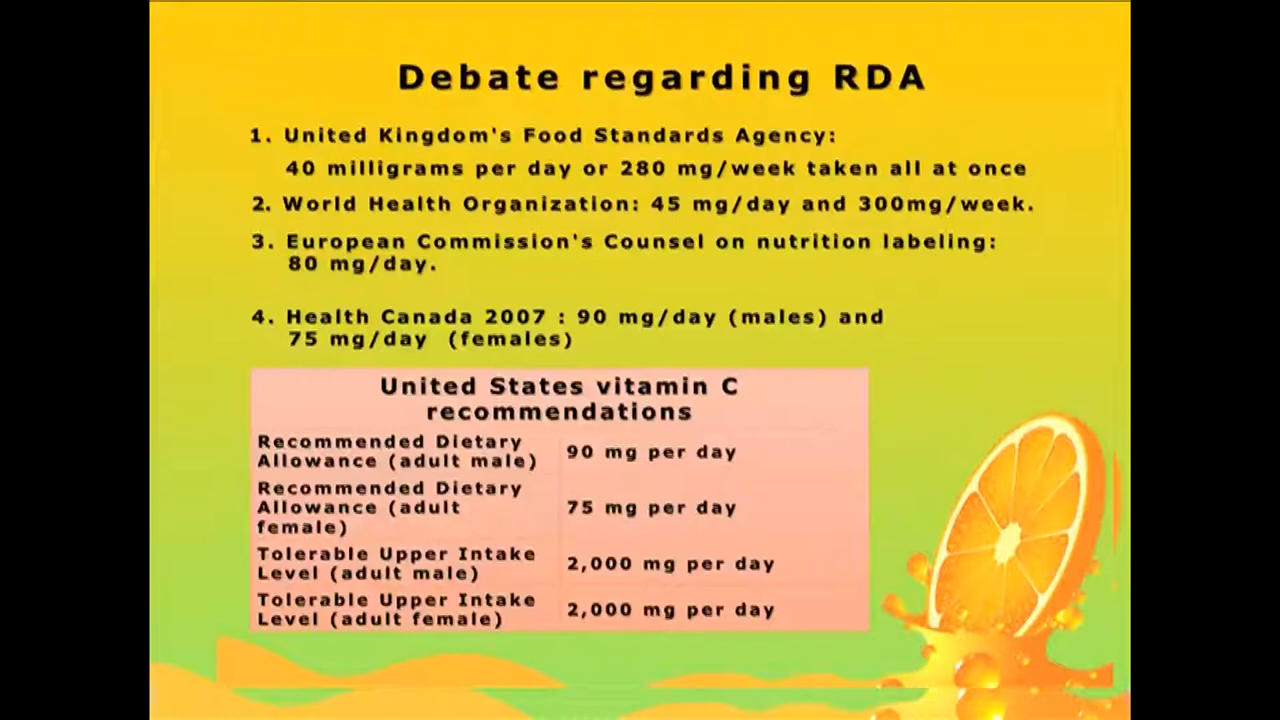 Debate regarding RDA
1. United Kingdom's Food Standards Agency:
40 milligrams per day or 280 mg/week taken all at once
2. World Health Organization: 45 mg/day and 300mg/week.
3. European Commission's Counsel on nutrition labeling:
80 mg/day.
4. Health Canada 2007 : 90 mg/day (males) and
75 mg/day (females)
United States vitamin C
recommendations
Recommended Dietary
Allowance (adult male)
90 mg per day
Recommended Dietary
Allowance (adult
female)
75 mg per day
Tolerable Upper Intake
Level (adult male)
2,000 mg per day
Tolerable Upper Intake
Level (adult female)
2,000 mg per day